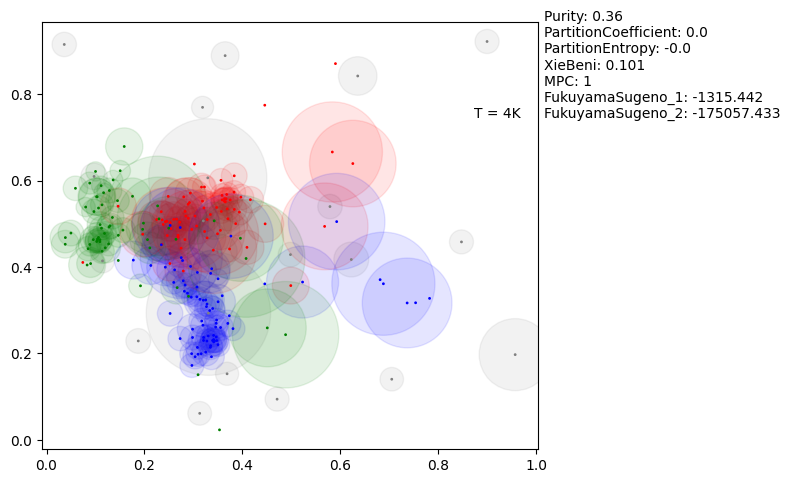 Purity: 0.36
PartitionCoefficient: 0.0
PartitionEntropy: -0.0
XieBeni: 0.101
MPC: 1
FukuyamaSugeno_1: -1315.442
FukuyamaSugeno_2: -175057.433
T = 4K
0.8
0.6
0.4
0.2
0.0
0.0 0.2 0.4 0.6 0.8 1.0